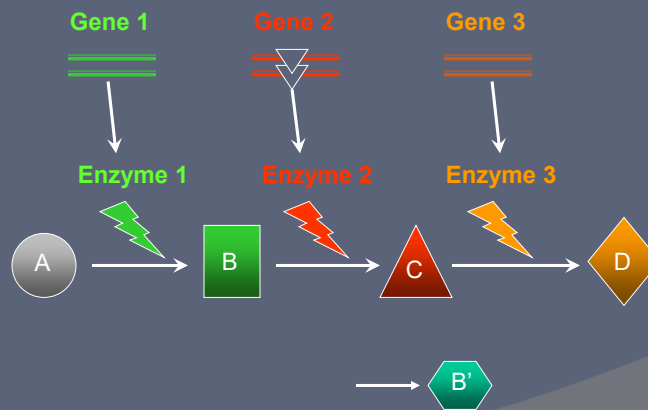 Gene 1 Gene 2 Gene 3
Enzyme 1 Enzyme 2 Enzyme 3
A B C D
B’